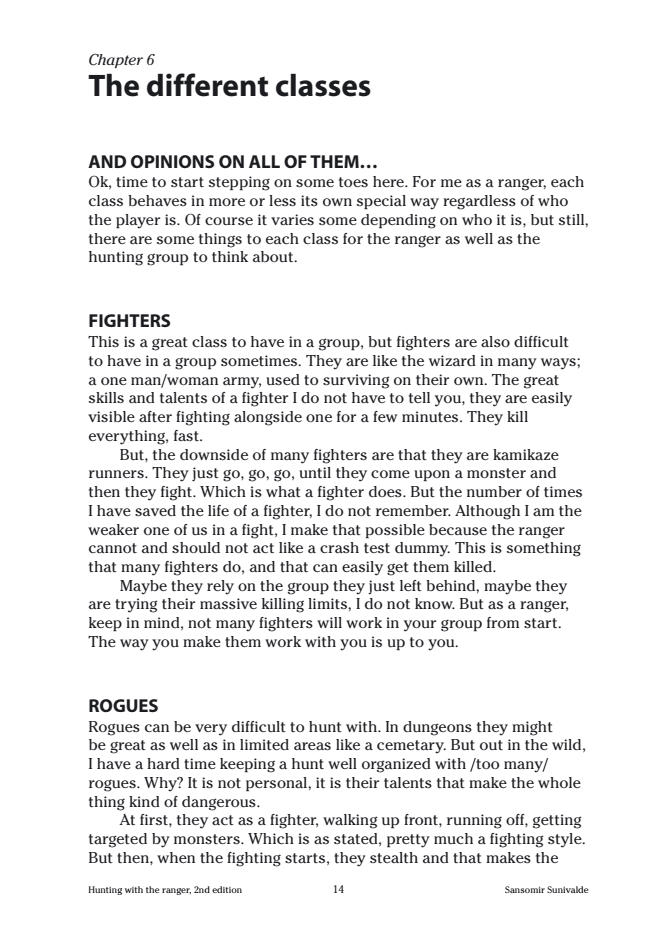 Chapter 6
The different classes
AND OPINIONS ON ALL OF THEM...
Ok, time to start stepping on some toes here. For me as a ranger, each
class behaves in more or less its own special way regardless of who
the player is. Of course it varies some depending on who it is, but still,
there are some things to each class for the ranger as well as the
hunting group to think about.
FIGHTERS
This is a great class to have in a group, but fighters are also difficult
to have in a group sometimes. They are like the wizard in many ways;
a one man/woman army, used to surviving on their own. The great
skills and talents of a fighter I do not have to tell you, they are easily
visible after fighting alongside one for a few minutes. They kill
everything, fast.
But, the downside of many fighters are that they are kamikaze
runners. They just go, go, go, until they come upon a monster and
then they fight. Which is what a fighter does. But the number of times
I have saved the life of a fighter, I do not remember. Although I am the
weaker one of us in a fight, I make that possible because the ranger
cannot and should not act like a crash test dummy. This is something
that many fighters do, and that can easily get them killed.
Maybe they rely on the group they just left behind, maybe they
are trying their massive killing limits, I do not know. But as a ranger,
keep in mind, not many fighters will work in your group from start.
The way you make them work with you is up to you.
ROGUES
Rogues can be very difficult to hunt with. In dungeons they might
be great as well as in limited areas like a cemetary. But out in the wild,
I have a hard time keeping a hunt well organized with /too many/
rogues. Why? It is not personal, it is their talents that make the whole
thing kind of dangerous.
At first, they act as a fighter, walking up front, running off, getting
targeted by monsters. Which is as stated, pretty much a fighting style.
But then, when the fighting starts, they stealth and that makes the
Hunting with the ranger, 2nd edition 14 Sansomir Sunivalde